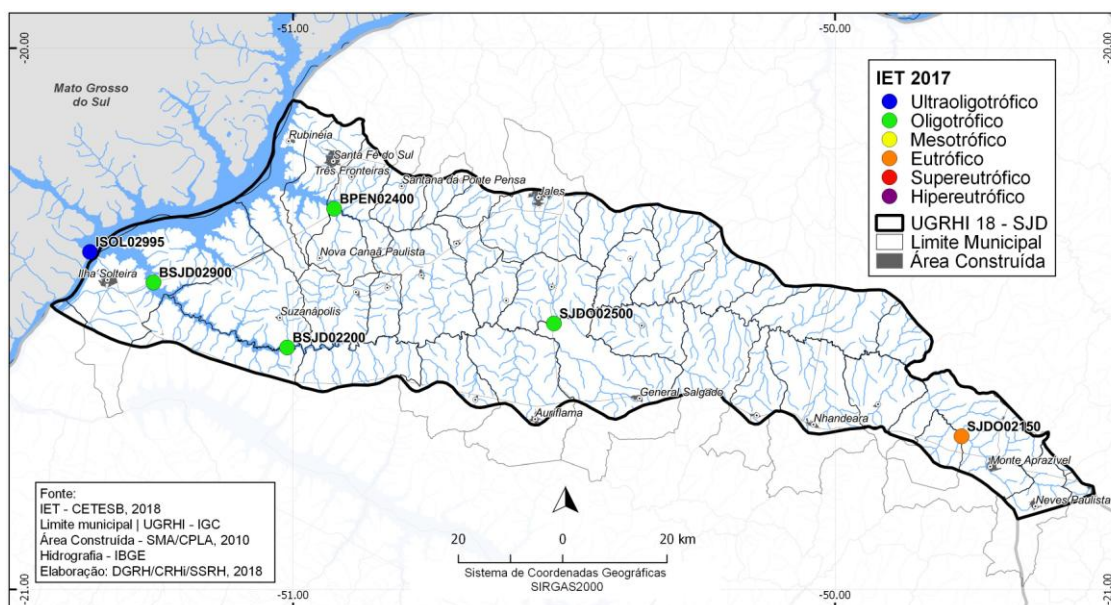 -51.00
-50.00
-20.00
-20.00
Mato Grosso
do Sul
IET 2017
Ultraoligotrófico
Oligotrófico
Mesotrófico
Eutrófico
Supereutrófico
Hipereutrófico
UGRHI 18 - SJD
Limite Municipal
Área Construída
Rubinéia
Santa Fé do Sul
Três Fronteiras
Santana da Ponte Pensa
Jales
BPEN02400
ISOL02995
Nova Canaã Paulista
BSJD02900
Ilha Solteira
Suzanápolis
SJDO02500
BSJD02200
General Salgado
Auriflama
Nhandeara
SJDO02150
Monte Aprazível
Neves Paulista
Fonte:
IET - CETESB, 2018
Limite municipal | UGRHI - IGC
Área Construída - SMA/CPLA, 2010
Hidrografia - IBGE
Elaboração: DGRH/CRHi/SSRH, 2018
20 0 20 km
Sistema de Coordenadas Geográficas
SIRGAS2000
-21.00
-21.00
-51.00
-50.00